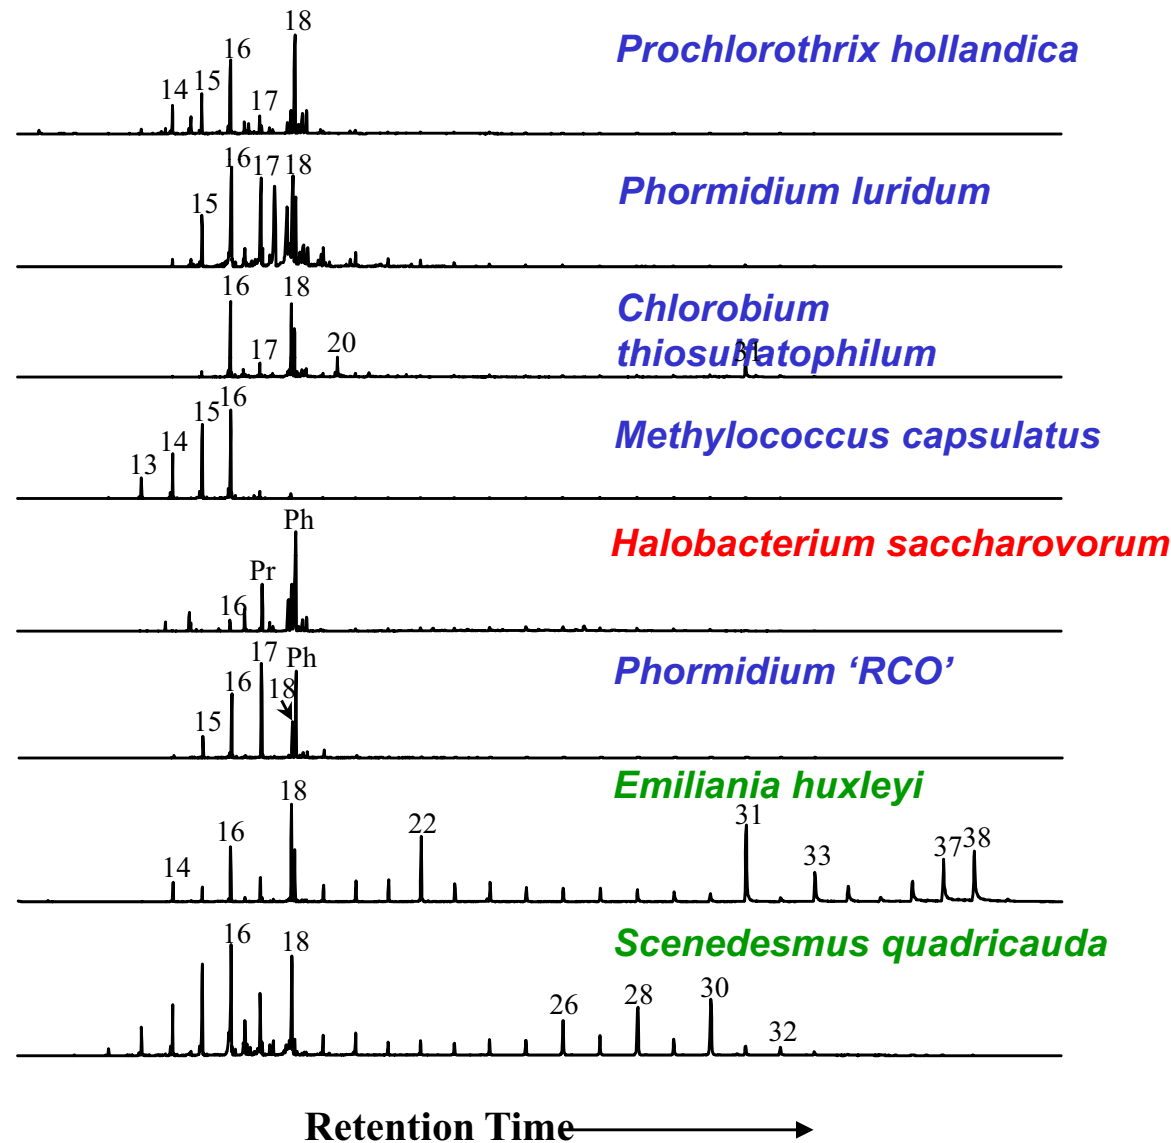 18
16
14 15
17
Prochlorothrix hollandica
16 17 18
15
Phormidium luridum
16 18
17
20
31
Chlorobium
thiosulfatophilum
16
15
14
13
Methylococcus capsulatus
Ph
Pr
16
Halobacterium saccharovorum
17 Ph
16 18
15
Phormidium ‘RCO’
18
16
14
22
31
33
37 38
Emiliania huxleyi
16 18
26 28 30
32
Scenedesmus quadricauda
Retention Time